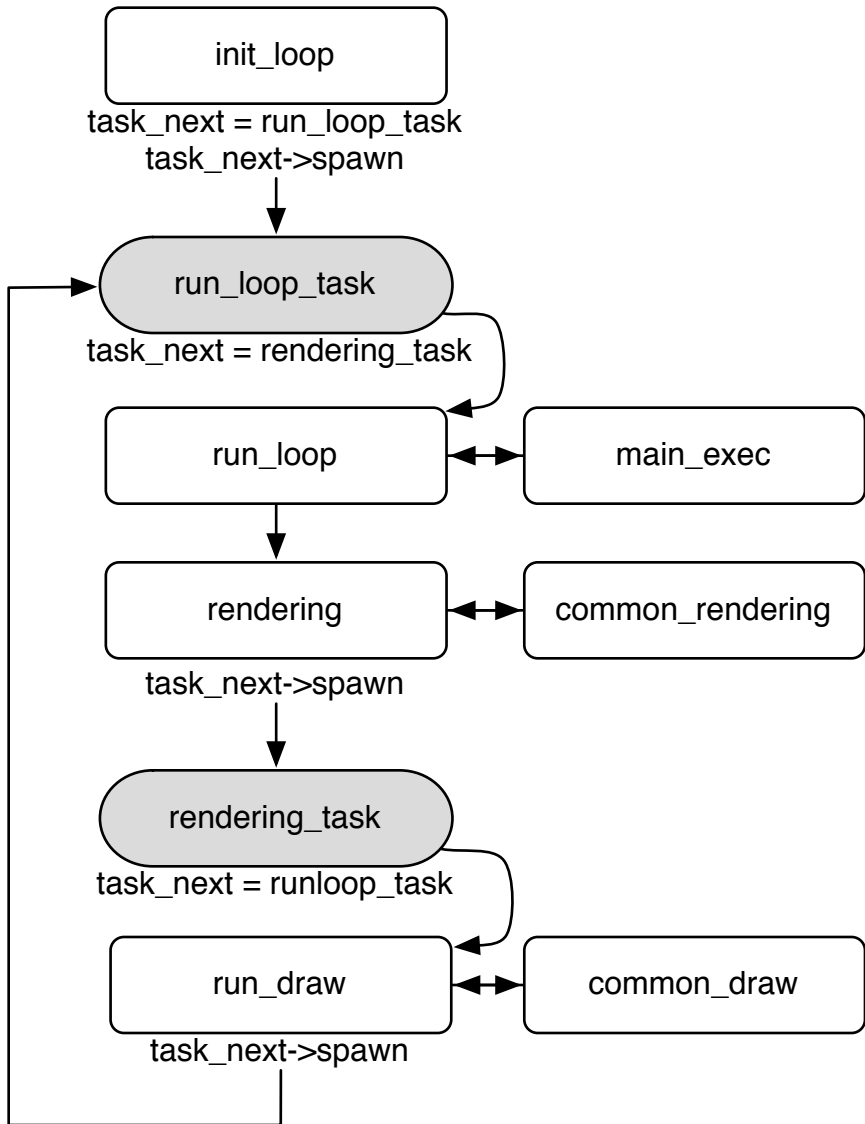 init_loop
task_next = run_loop_task
task_next->spawn
run_loop_task
task_next = rendering_task
run_loop
main_exec
rendering
common_rendering
task_next->spawn
rendering_task
task_next = runloop_task
run_draw
common_draw
task_next->spawn